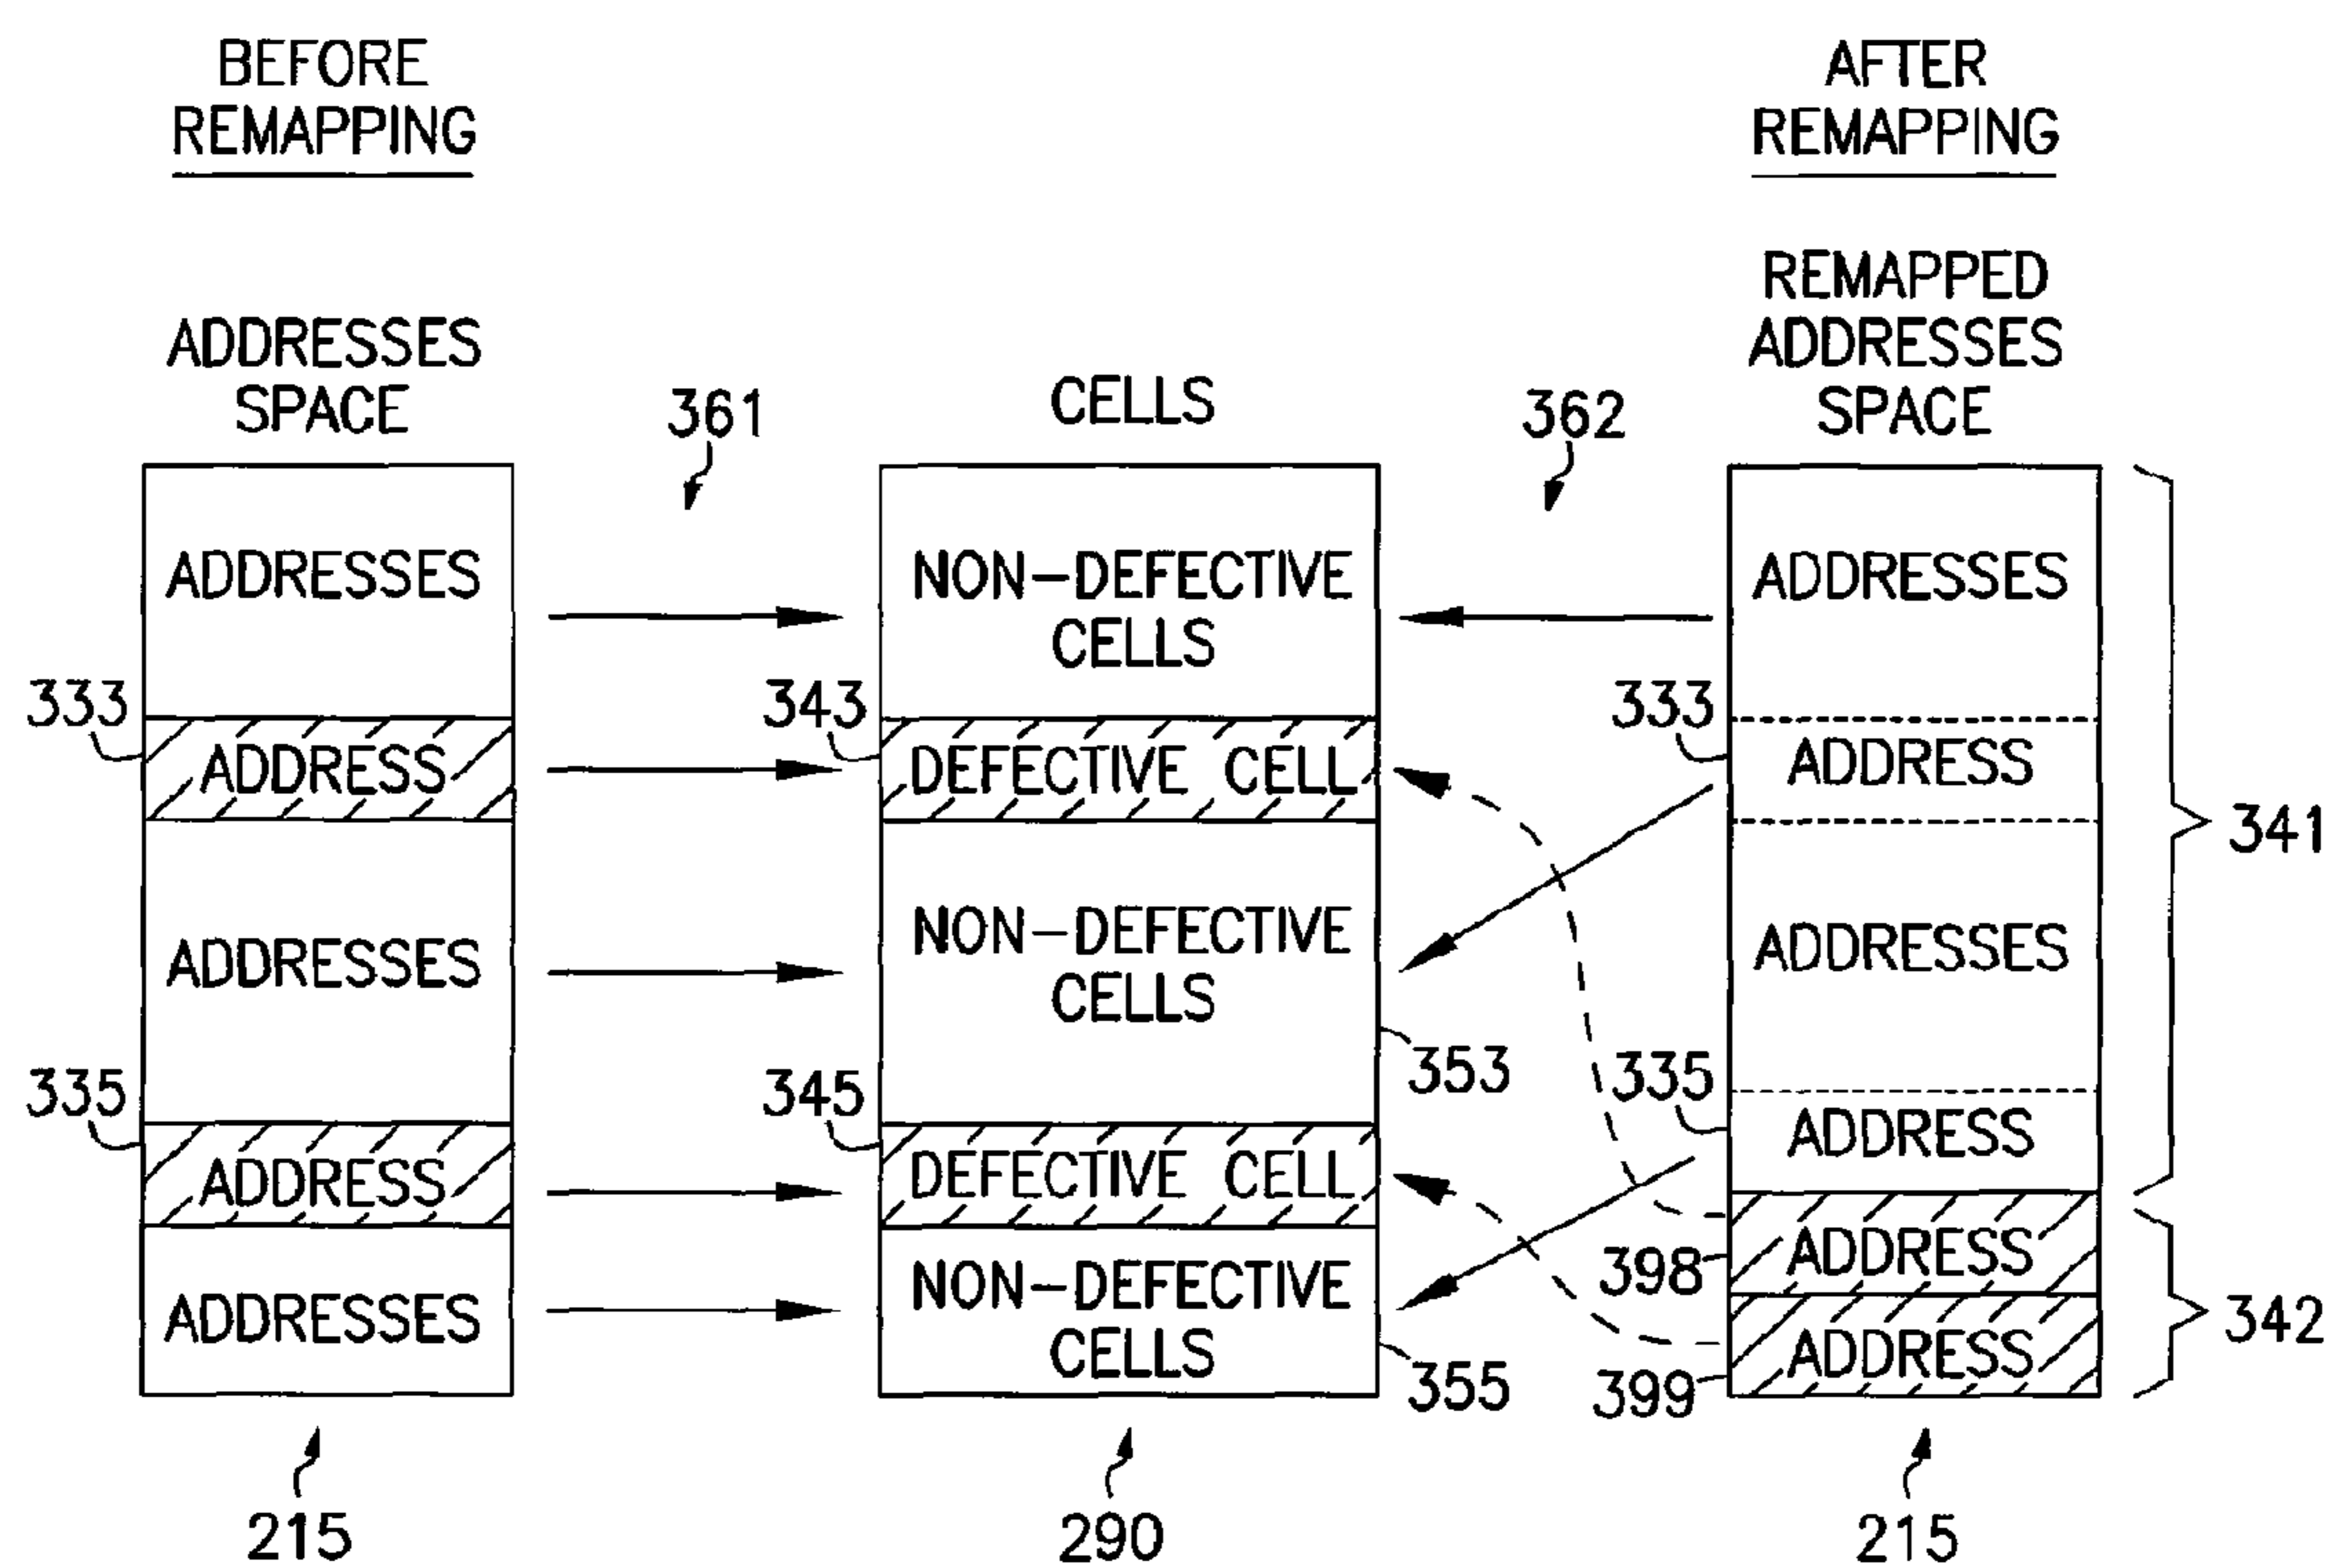 BEFORE
REMAPPING
AFTER
REMAPPING
ADDRESSES
SPACE
361
CELLS
362
REMAPPED
ADDRESSES
SPACE
ADDRESSES
NON-DEFECTIVE
CELLS
ADDRESSES
333
ADDRESS
343
DEFECTIVE CELL
333
ADDRESS
341
ADDRESSES
NON-DEFECTIVE
CELLS
353
ADDRESSES
335
ADDRESS
345
DEFECTIVE CELL
335
ADDRESS
398
ADDRESS
342
ADDRESSES
NON-DEFECTIVE
CELLS
355
399
ADDRESS
215
290
215